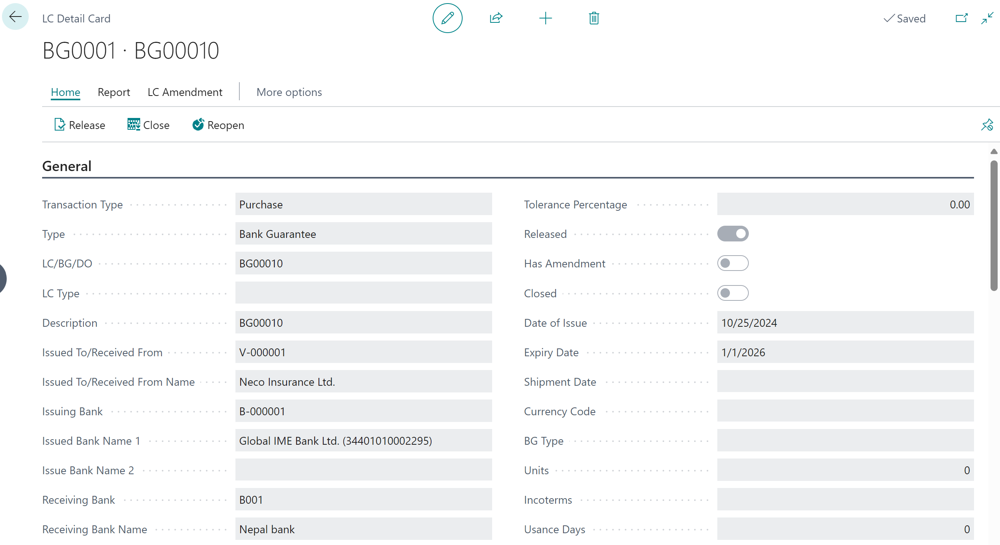 LC Detail Card
Saved
BG0001 · BG00010
Home Report LC Amendment More options
Release Close Reopen
General
Transaction Type Purchase
Type Bank Guarantee
LC/BG/DO BG00010
LC Type
Description BG00010
Issued To/Received From V-000001
Issued To/Received From Name Neco Insurance Ltd.
Issuing Bank B-000001
Issued Bank Name 1 Global IME Bank Ltd. (34401010002295)
Issue Bank Name 2
Receiving Bank B001
Receiving Bank Name Nepal bank
Tolerance Percentage 0.00
Released
Has Amendment
Closed
Date of Issue 10/25/2024
Expiry Date 1/1/2026
Shipment Date
Currency Code
BG Type
Units 0
Incoterms
Usance Days 0